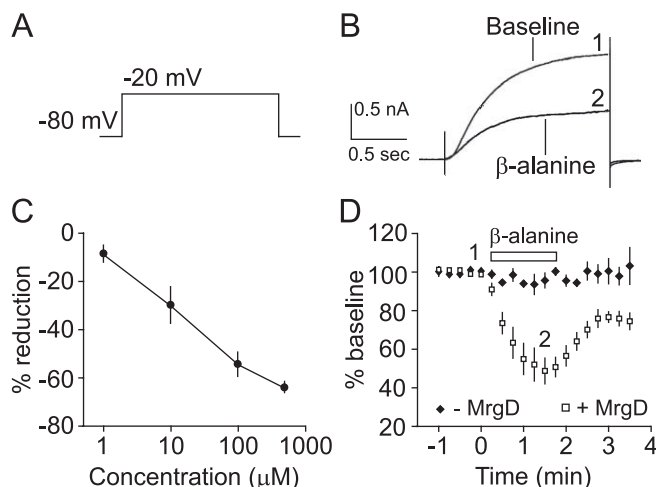 A
-20 mV
-80 mV
B
Baseline
1
2
0.5 nA
0.5 sec
β-alanine
C
0
-20
-40
-60
-80
% reduction
1
10
100
1000
Concentration (μM)
D
120
100
80
60
40
20
% baseline
1
β-alanine
2
- MrgD
+ MrgD
-1
0
1
2
3
4
Time (min)